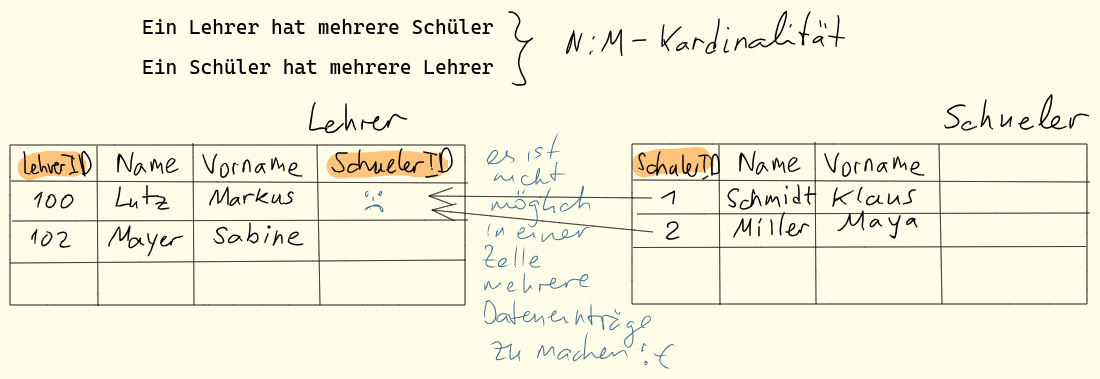 Ein Lehrer hat mehrere Schüler
Ein Schüler hat mehrere Lehrer
N:M-Kardinalität
Lehrer
LehrerID Name Vorname SchuelerID
100 Lutz Markus :(
102 Mayer Sabine
es ist
nicht
möglich
in einer
Zelle
mehrere
Dateneinträge
zu machen :(
Schueler
SchulerID Name Vorname
1 Schmidt Klaus
2 Miller Maya